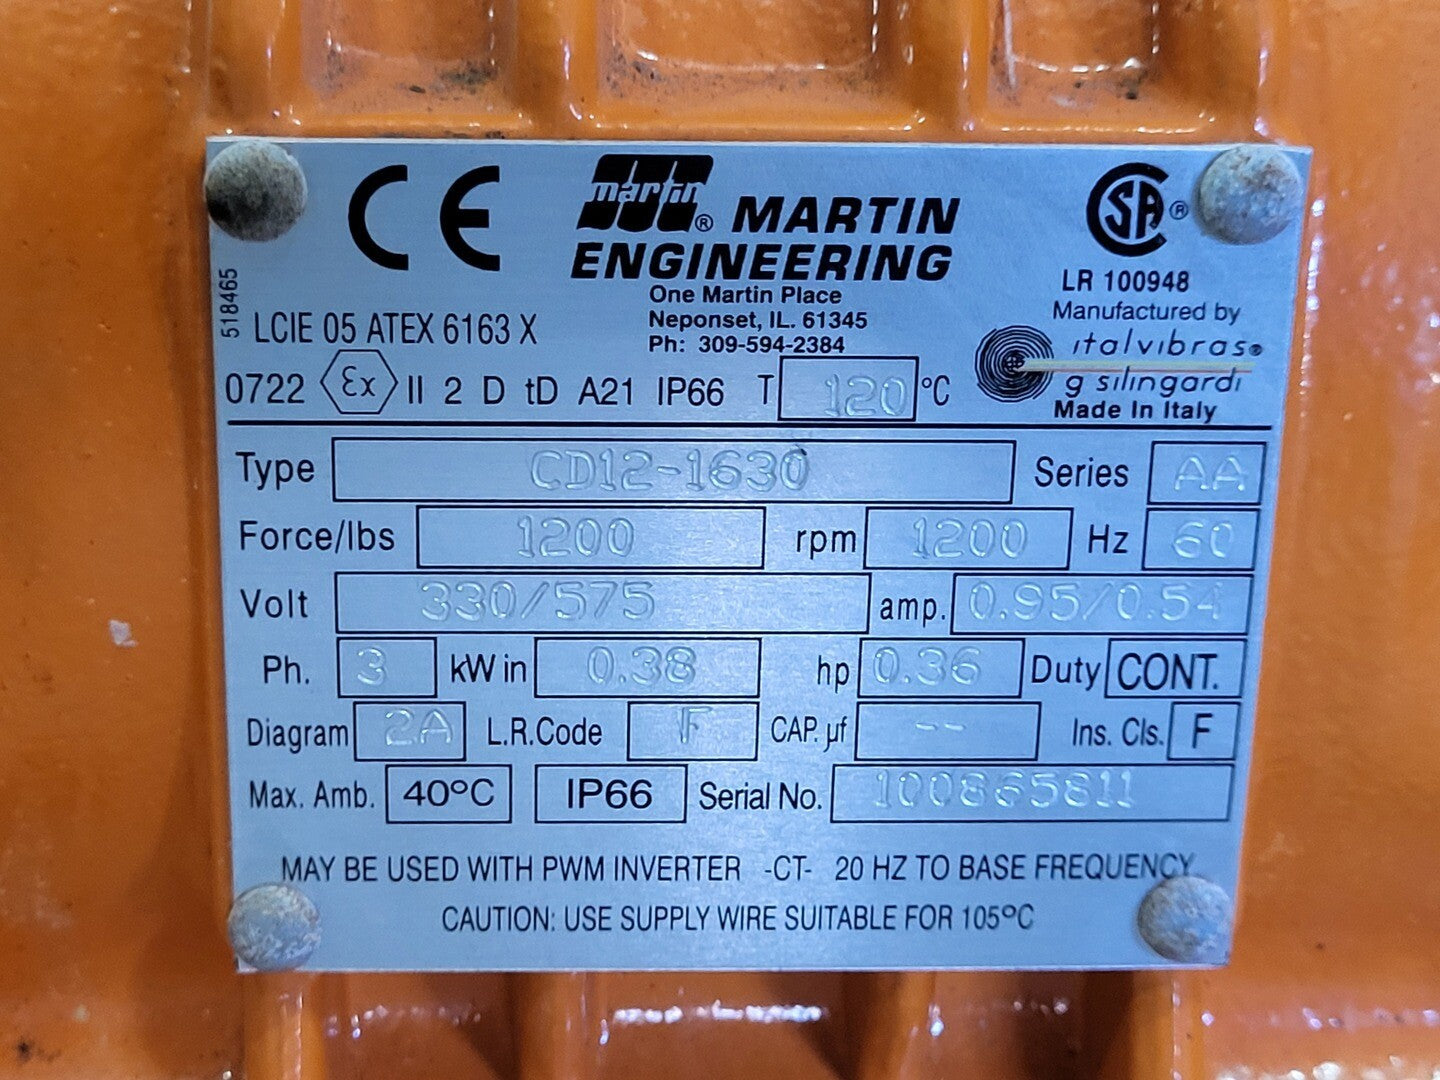 CE martin® MARTIN ENGINEERING CSA®
One Martin Place
Neponset, IL. 61345
Ph: 309-594-2384
LR 100948
Manufactured by
italvibras®
g silingardi
Made In Italy
518465
LCIE 05 ATEX 6163 X
0722 Ex II 2 D tD A21 IP66 T 120 °C
Type CD12-1630 Series AA
Force/lbs 1200 rpm 1200 Hz 60
Volt 330/575 amp. 0.95/0.54
Ph. 3 kW in 0.38 hp 0.36 Duty CONT.
Diagram 2A L.R.Code F CAP. µf -- Ins. Cls. F
Max. Amb. 40°C IP66 Serial No. 100865811
MAY BE USED WITH PWM INVERTER -CT- 20 HZ TO BASE FREQUENCY
CAUTION: USE SUPPLY WIRE SUITABLE FOR 105°C